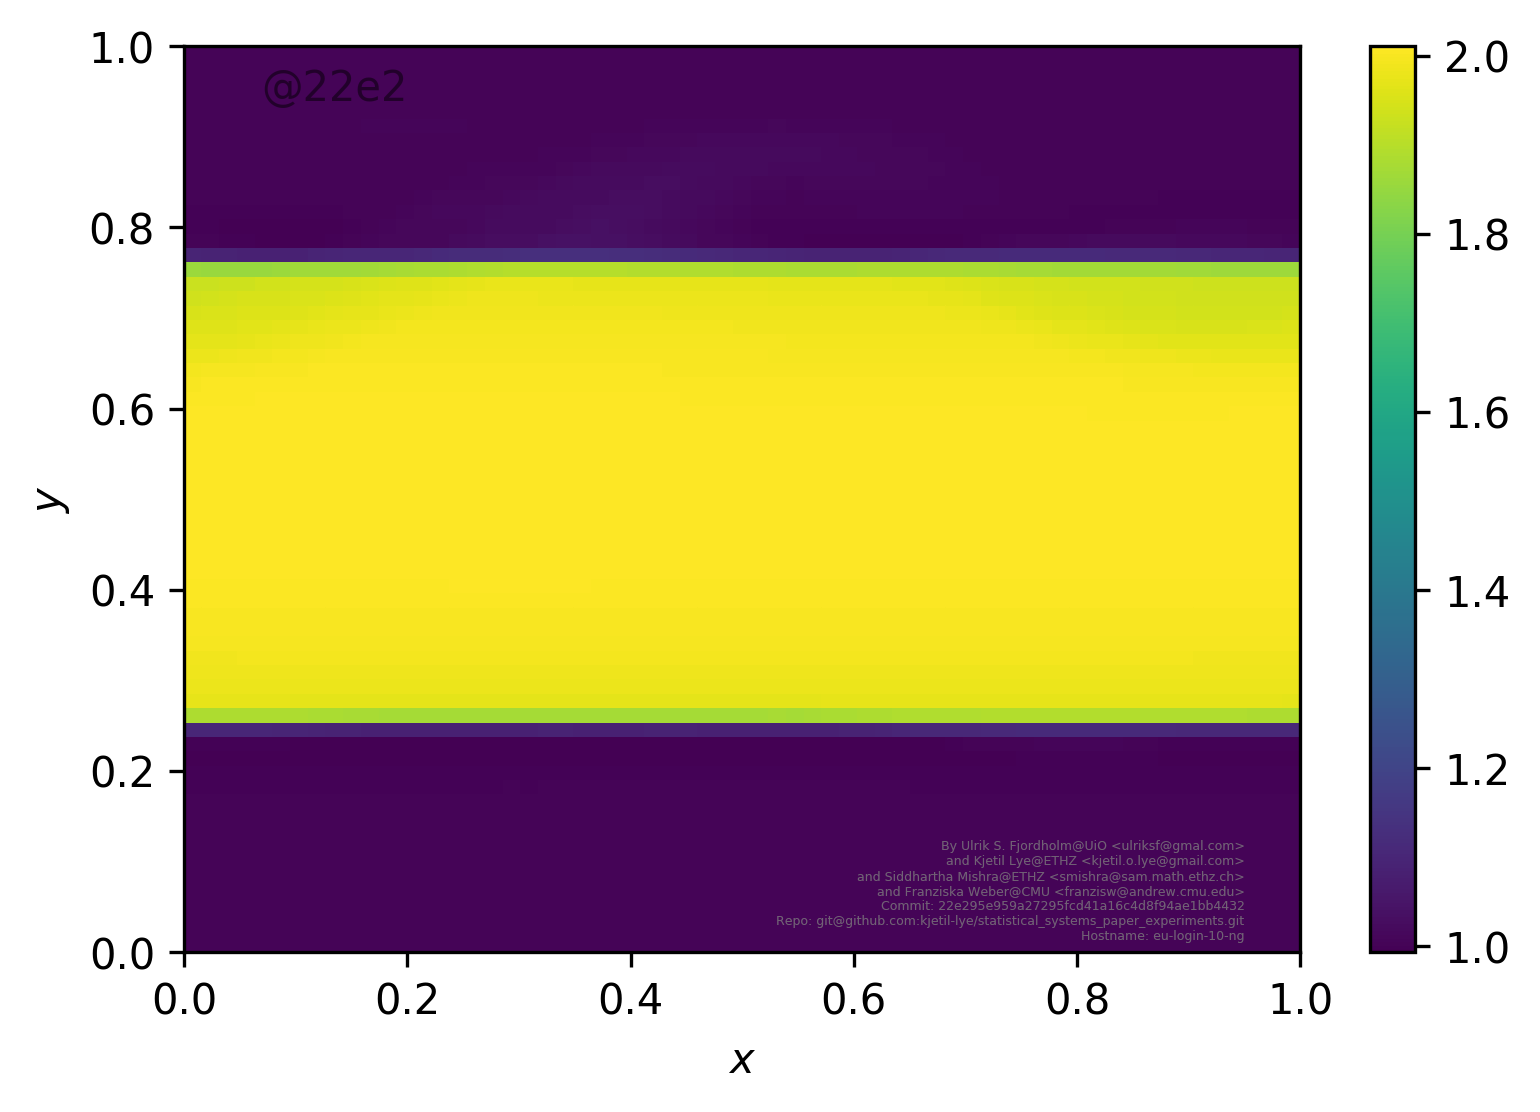 @22e2
1.0
0.8
0.6
0.4
0.2
0.0
y
0.0 0.2 0.4 0.6 0.8 1.0
x
2.0
1.8
1.6
1.4
1.2
1.0
By Ulrik S. Fjordholm@UiO <ulriksf@gmal.com>
and Kjetil Lye@ETHZ <kjetil.o.lye@gmail.com>
and Siddhartha Mishra@ETHZ <smishra@sam.math.ethz.ch>
and Franziska Weber@CMU <franzisw@andrew.cmu.edu>
Commit: 22e295e959a27295fcd41a16c4d8f94ae1bb4432
Repo: git@github.com:kjetil-lye/statistical_systems_paper_experiments.git
Hostname: eu-login-10-ng